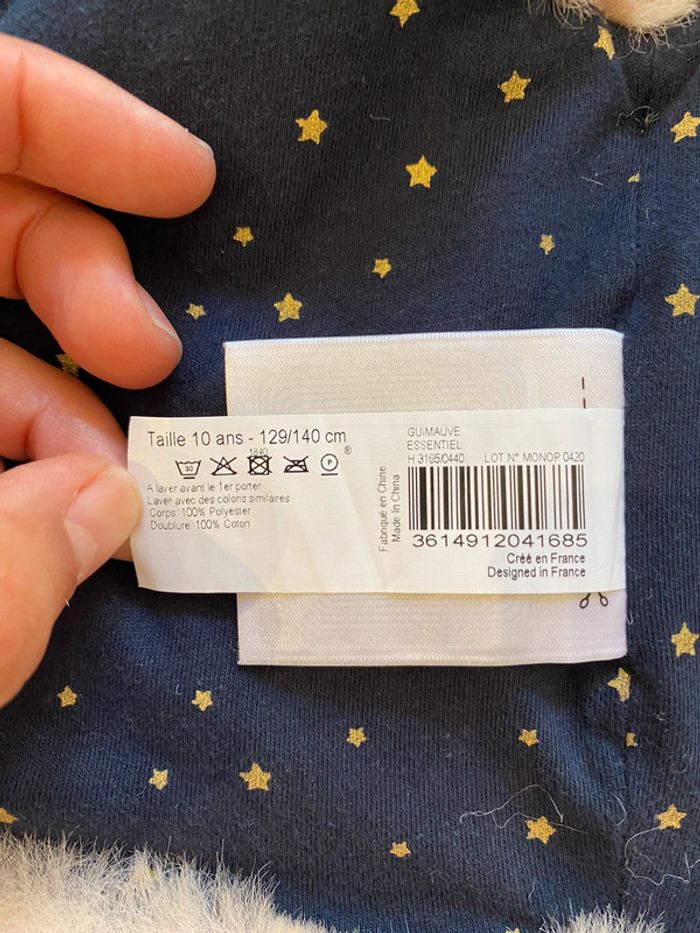 Taille 10 ans - 129/140 cm
1840
®
30
P
A laver avant le 1er porter
Laver avec des coloris similaires
Corps: 100% Polyester
Doublure: 100% Coton
Fabriqué en Chine
Made In China
GUIMAUVE
ESSENTIEL
H 3165/0440 LOT N° MONOP 0420
3614912041685
Créé en France
Designed in France